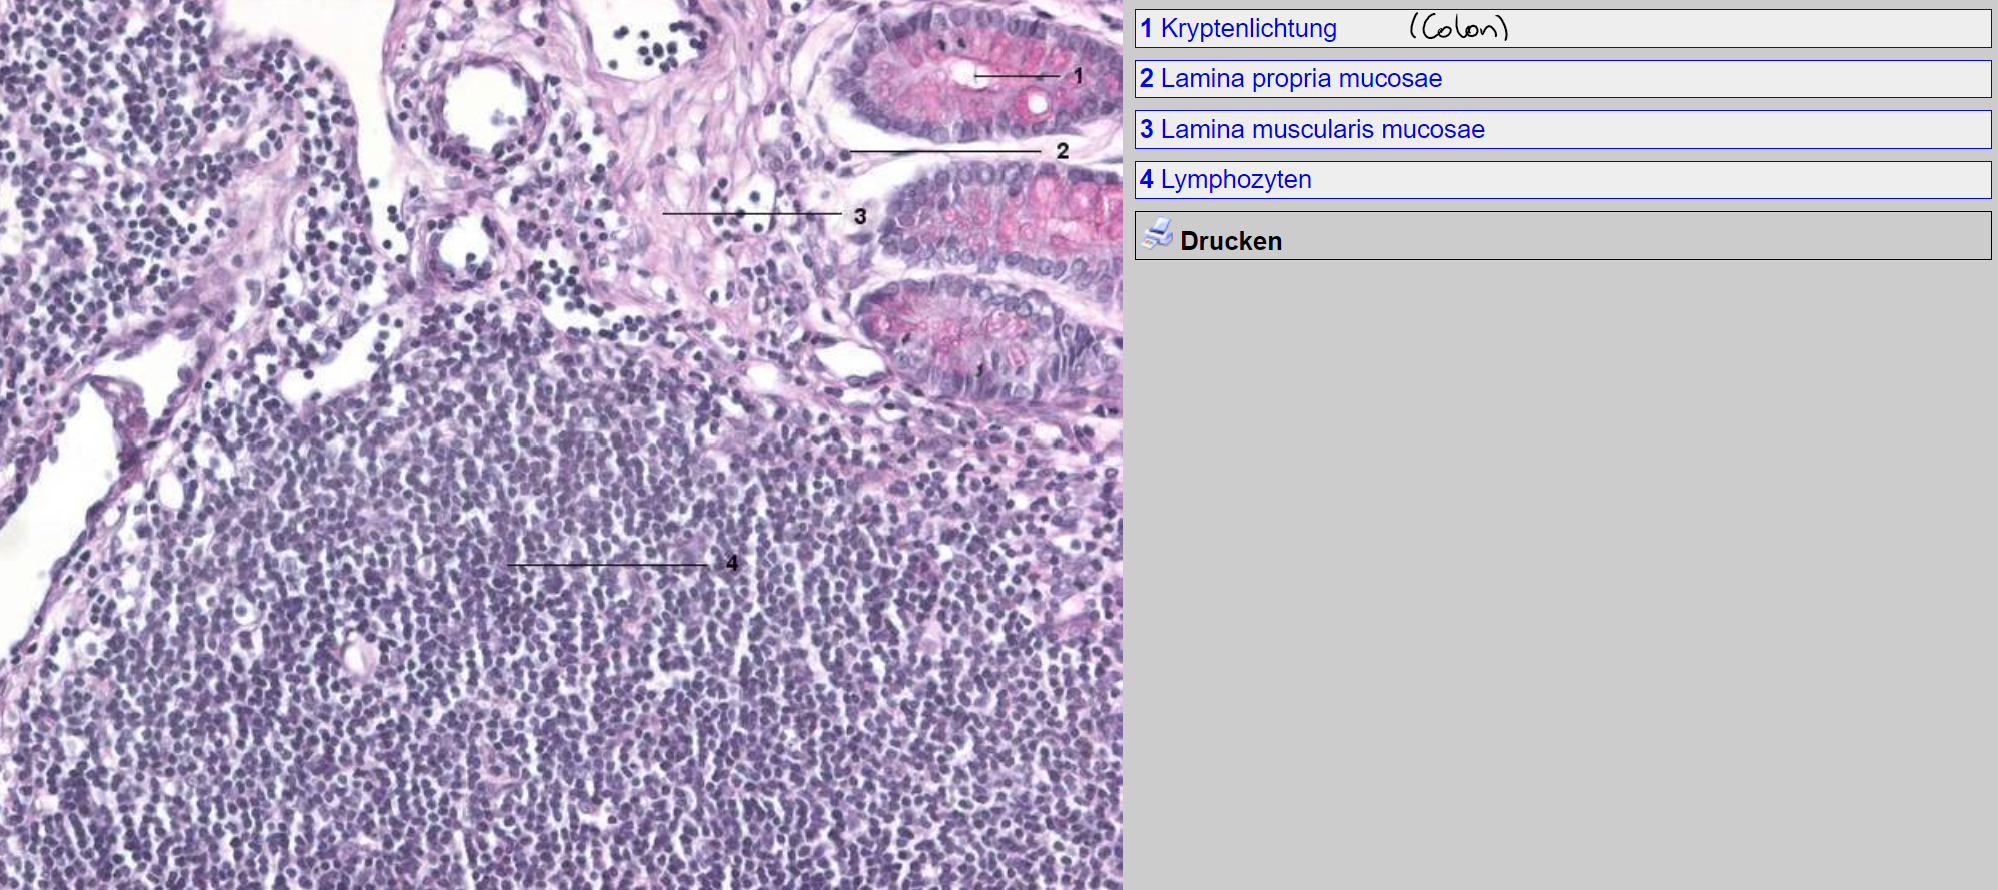 1
2
3
4
1 Kryptenlichtung (Colon)
2 Lamina propria mucosae
3 Lamina muscularis mucosae
4 Lymphozyten
Drucken